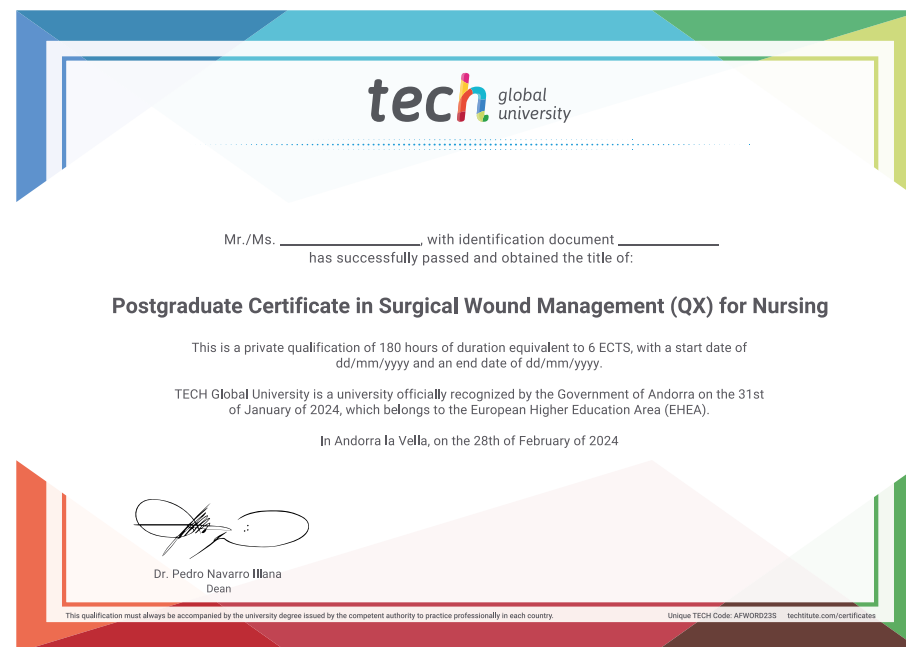 tech global university
Mr./Ms. ____________, with identification document ____________
has successfully passed and obtained the title of:
Postgraduate Certificate in Surgical Wound Management (QX) for Nursing
This is a private qualification of 180 hours of duration equivalent to 6 ECTS, with a start date of
dd/mm/yyyy and an end date of dd/mm/yyyy.
TECH Global University is a university officially recognized by the Government of Andorra on the 31st
of January of 2024, which belongs to the European Higher Education Area (EHEA).
In Andorra la Vella, on the 28th of February of 2024
Dr. Pedro Navarro Illana
Dean
This qualification must always be accompanied by the university degree issued by the competent authority to practice professionally in each country.
Unique TECH Code: AFWORD23S techtitute.com/certificates